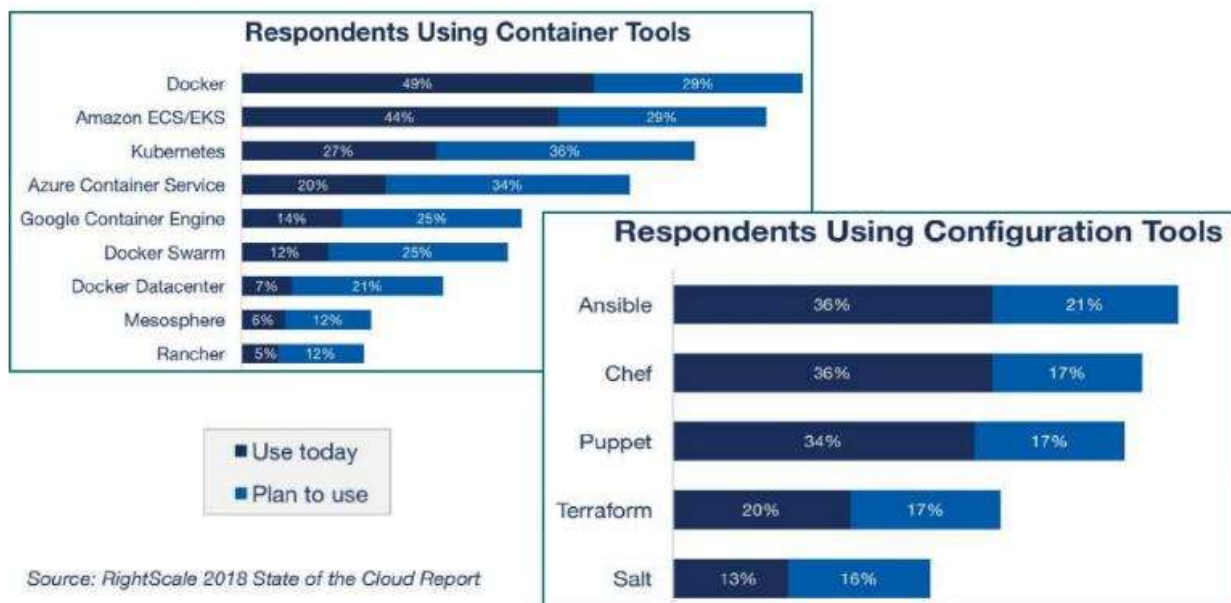 Respondents Using Container Tools
Docker 49% 29%
Amazon ECS/EKS 44% 29%
Kubernetes 27% 36%
Azure Container Service 20% 34%
Google Container Engine 14% 25%
Docker Swarm 12% 25%
Docker Datacenter 7% 21%
Mesosphere 6% 12%
Rancher 5% 12%
Respondents Using Configuration Tools
Ansible 36% 21%
Chef 36% 17%
Puppet 34% 17%
Terraform 20% 17%
Salt 13% 16%
Use today
Plan to use
Source: RightScale 2018 State of the Cloud Report